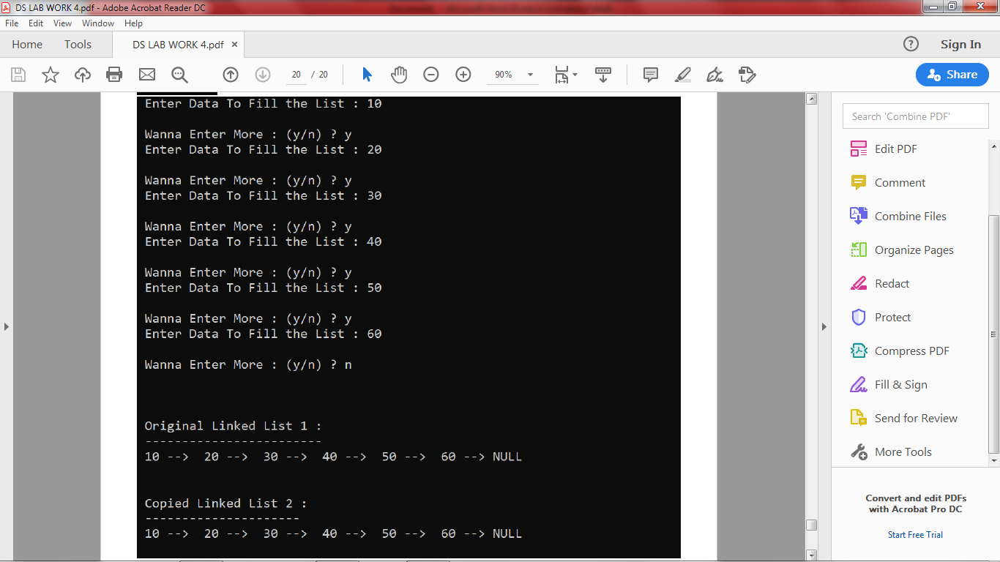 DS LAB WORK 4.pdf - Adobe Acrobat Reader DC
File Edit View Window Help
Home Tools DS LAB WORK 4.pdf × ? Sign In
20 / 20 90% Share
Enter Data To Fill the List : 10
Wanna Enter More : (y/n) ? y
Enter Data To Fill the List : 20
Wanna Enter More : (y/n) ? y
Enter Data To Fill the List : 30
Wanna Enter More : (y/n) ? y
Enter Data To Fill the List : 40
Wanna Enter More : (y/n) ? y
Enter Data To Fill the List : 50
Wanna Enter More : (y/n) ? y
Enter Data To Fill the List : 60
Wanna Enter More : (y/n) ? n
Original Linked List 1 :
------------------------
10 --> 20 --> 30 --> 40 --> 50 --> 60 --> NULL
Copied Linked List 2 :
---------------------
10 --> 20 --> 30 --> 40 --> 50 --> 60 --> NULL
Search 'Combine PDF'
Edit PDF
Comment
Combine Files
Organize Pages
Redact
Protect
Compress PDF
Fill & Sign
Send for Review
More Tools
Convert and edit PDFs
with Acrobat Pro DC
Start Free Trial